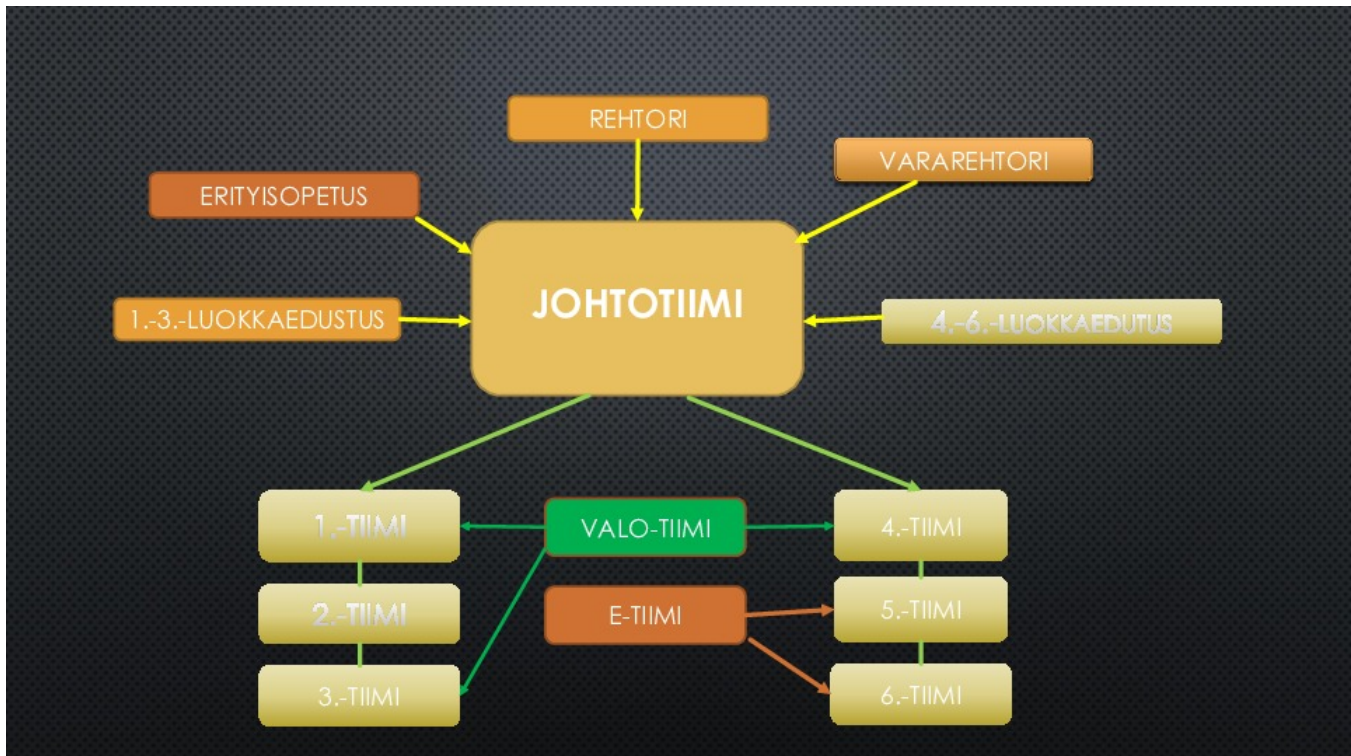 REHTORI
VARAREHTORI
ERITYISOPETUS
JOHTOTIIMI
1.-3.-LUOKKAEDUSTUS
4.-6.-LUOKKAEDUTUS
1.-TIIMI
VALO-TIIMI
4.-TIIMI
2.-TIIMI
E-TIIMI
5.-TIIMI
3.-TIIMI
6.-TIIMI